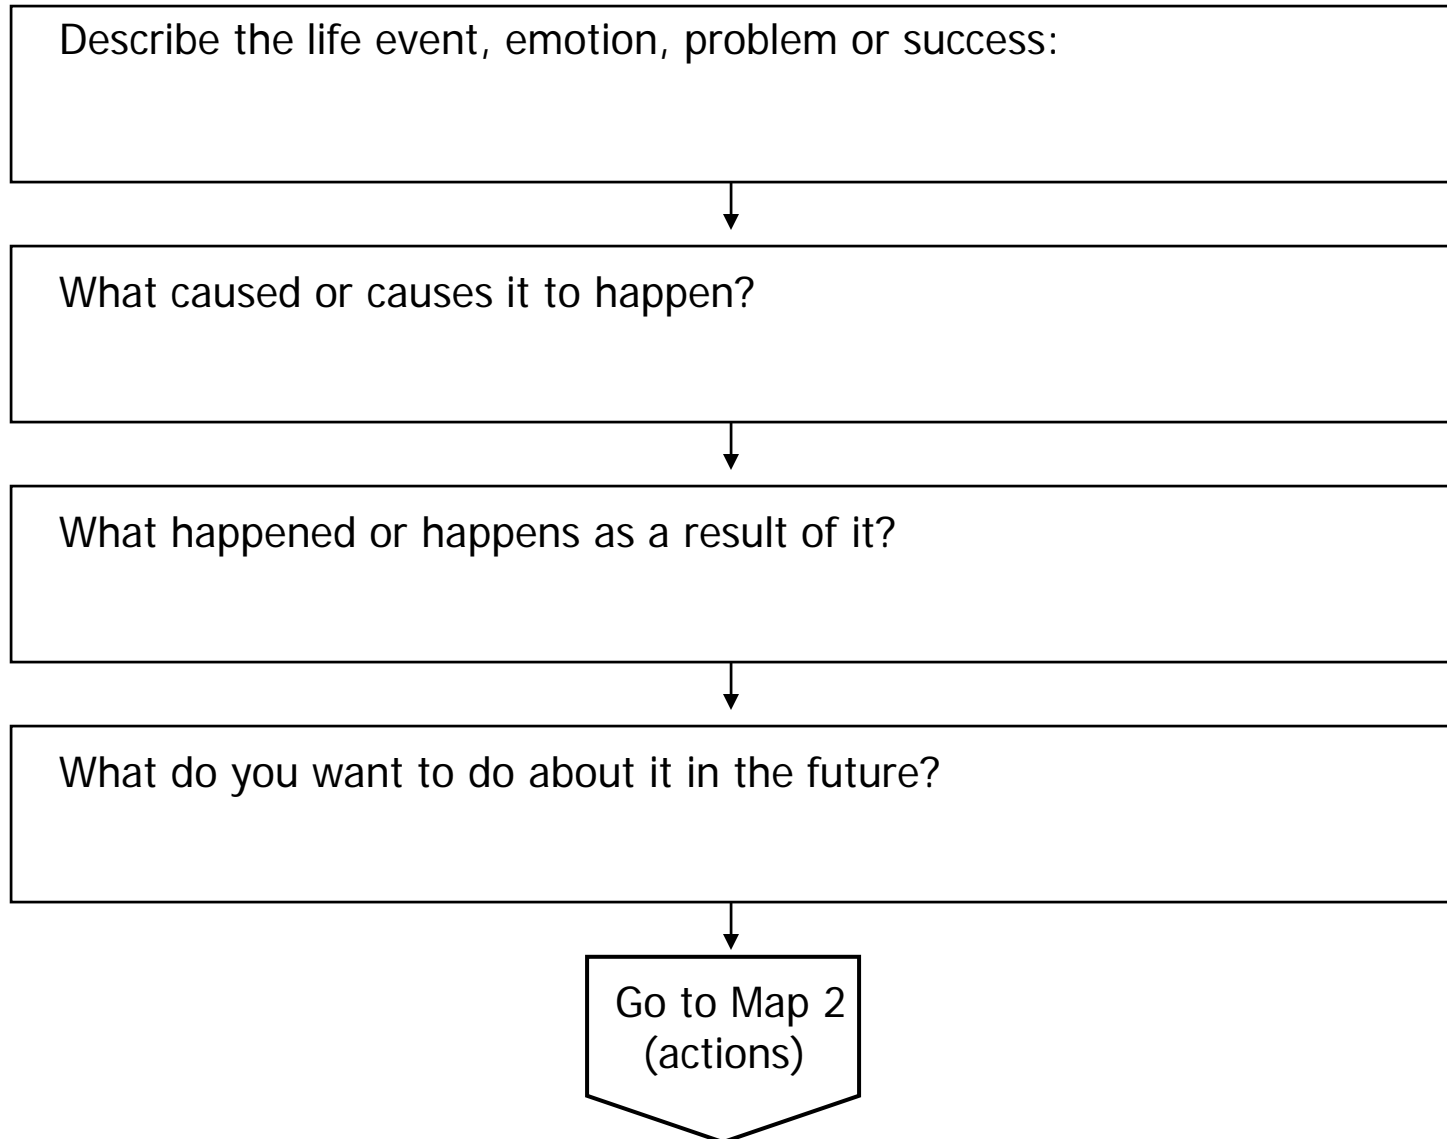 Describe the life event, emotion, problem or success:
What caused or causes it to happen?
What happened or happens as a result of it?
What do you want to do about it in the future?
Go to Map 2
(actions)